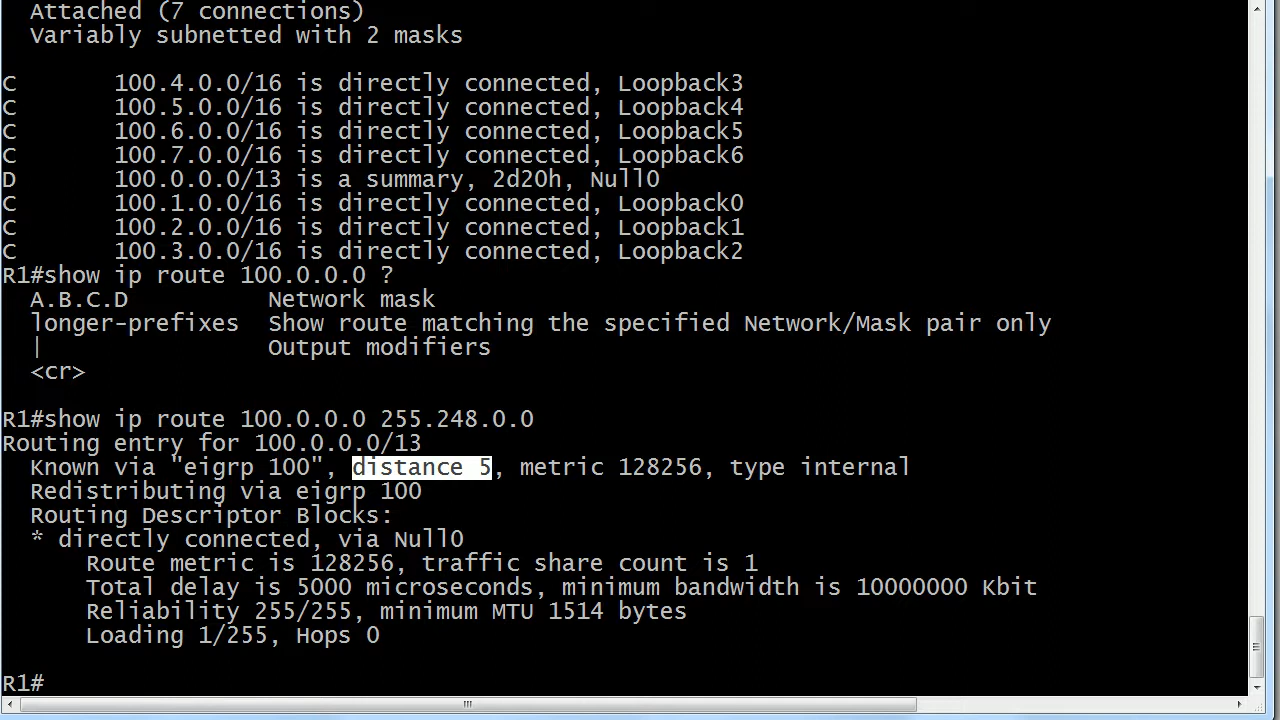 Attached (7 connections)
Variably subnetted with 2 masks
C 100.4.0.0/16 is directly connected, Loopback3
C 100.5.0.0/16 is directly connected, Loopback4
C 100.6.0.0/16 is directly connected, Loopback5
C 100.7.0.0/16 is directly connected, Loopback6
D 100.0.0.0/13 is a summary, 2d20h, Null0
C 100.1.0.0/16 is directly connected, Loopback0
C 100.2.0.0/16 is directly connected, Loopback1
C 100.3.0.0/16 is directly connected, Loopback2
R1#show ip route 100.0.0.0 ?
A.B.C.D Network mask
longer-prefixes Show route matching the specified Network/Mask pair only
| Output modifiers
<cr>
R1#show ip route 100.0.0.0 255.248.0.0
Routing entry for 100.0.0.0/13
Known via "eigrp 100", distance 5, metric 128256, type internal
Redistributing via eigrp 100
Routing Descriptor Blocks:
* directly connected, via Null0
Route metric is 128256, traffic share count is 1
Total delay is 5000 microseconds, minimum bandwidth is 10000000 Kbit
Reliability 255/255, minimum MTU 1514 bytes
Loading 1/255, Hops 0
R1#